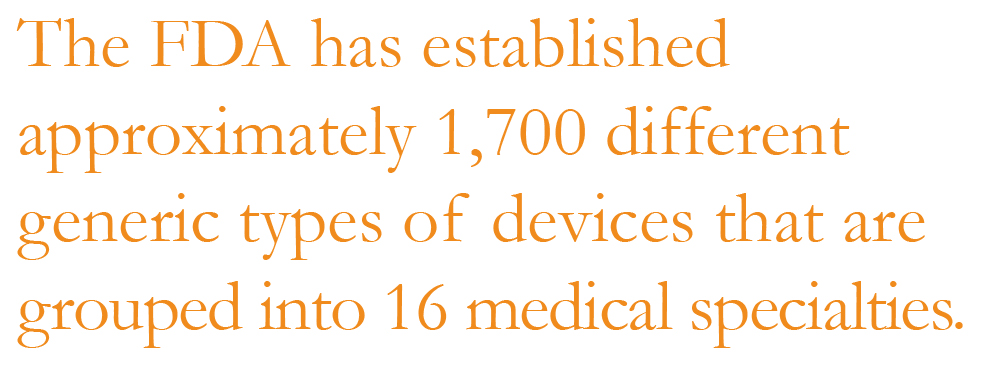 The FDA has established
approximately 1,700 different
generic types of devices that are
grouped into 16 medical specialties.